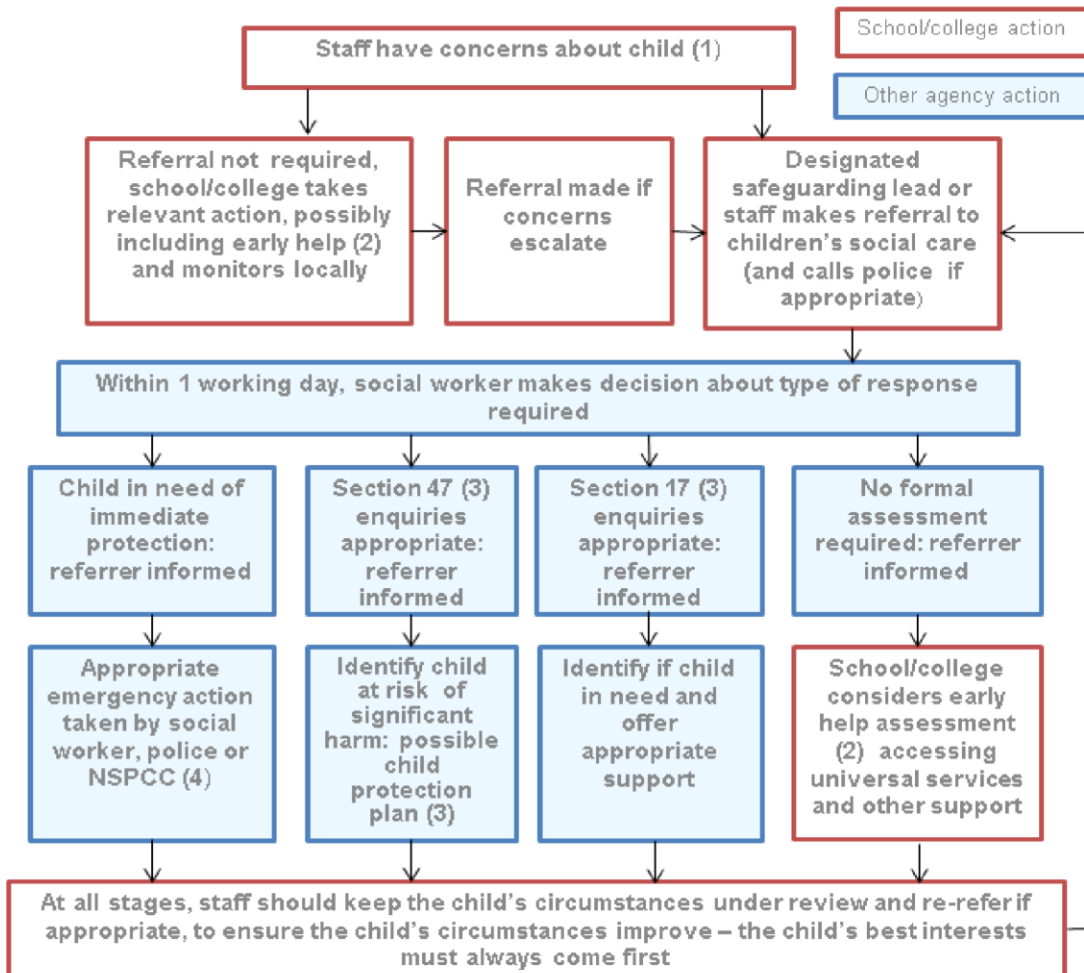 Staff have concerns about child (1)
School/college action
Other agency action
Referral not required,
school/college takes
relevant action, possibly
including early help (2)
and monitors locally
Referral made if
concerns
escalate
Designated
safeguarding lead or
staff makes referral to
children's social care
(and calls police if
appropriate)
Within 1 working day, social worker makes decision about type of response
required
Child in need of
immediate
protection:
referrer informed
Section 47 (3)
enquiries
appropriate:
referrer
informed
Section 17 (3)
enquiries
appropriate:
referrer
informed
No formal
assessment
required: referrer
informed
Appropriate
emergency action
taken by social
worker, police or
NSPCC (4)
Identify child
at risk of
significant
harm: possible
child
protection
plan (3)
Identify if child
in need and
offer
appropriate
support
School/college
considers early
help assessment
(2) accessing
universal services
and other support
At all stages, staff should keep the child's circumstances under review and re-refer if
appropriate, to ensure the child's circumstances improve – the child's best interests
must always come first